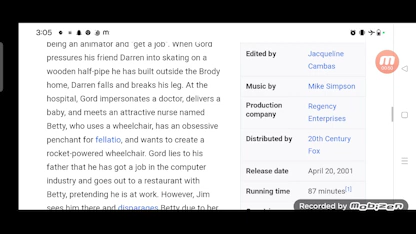 3:05
being an animator and 'get a job'. When Gord
pressures his friend Darren into skating on a
wooden half-pipe he has built outside the Brody
home, Darren falls and breaks his leg. At the
hospital, Gord impersonates a doctor, delivers a
baby, and meets an attractive nurse named
Betty, who uses a wheelchair, has an obsessive
penchant for fellatio, and wants to create a
rocket-powered wheelchair. Gord lies to his
father that he has got a job in the computer
industry and goes out to a restaurant with
Betty, pretending he is at work. However, Jim
sees him there and disparages Betty due to her
Edited by Jacqueline
Cambas
Music by Mike Simpson
Production Regency
company Enterprises
Distributed by 20th Century
Fox
Release date April 20, 2001
Running time 87 minutes[1]
mobizen
Recorded by mobizen